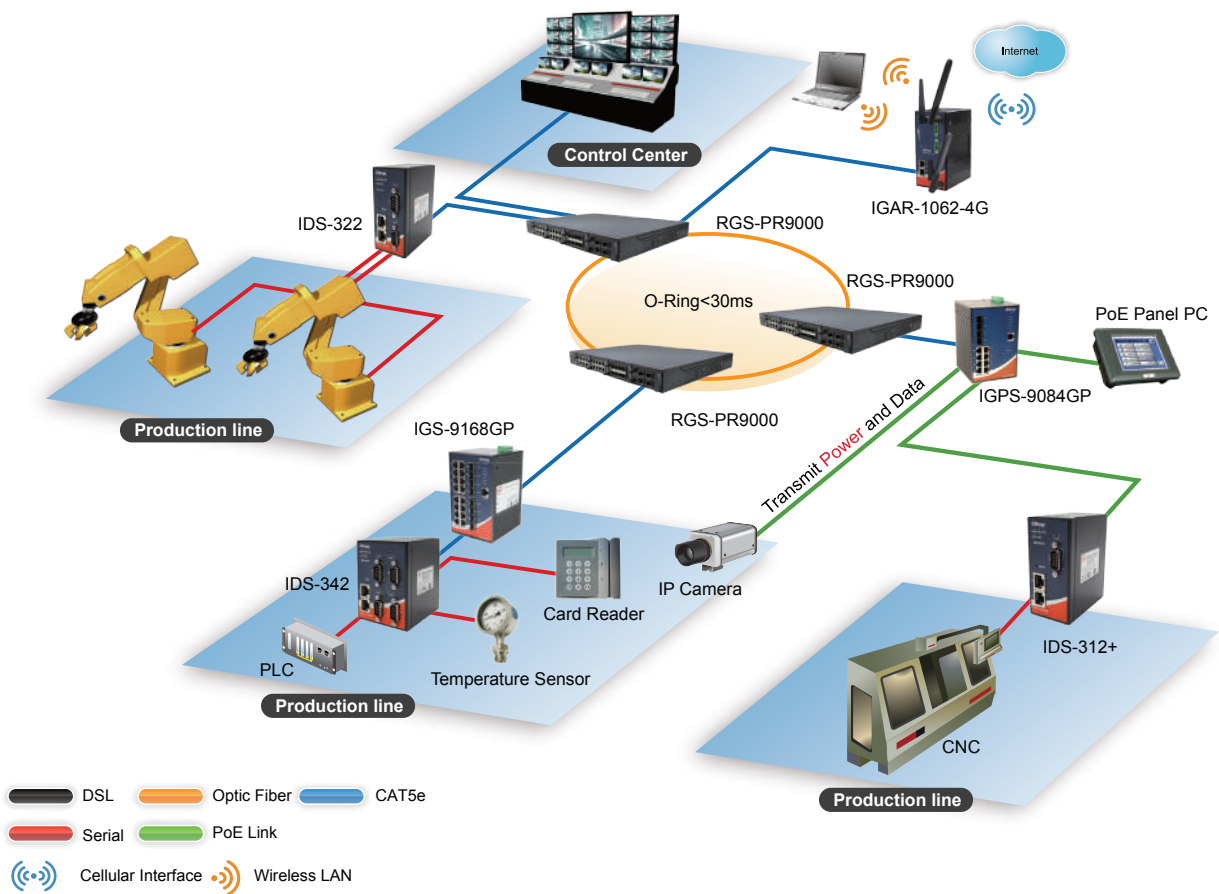 Internet
Control Center
IGAR-1062-4G
IDS-322
RGS-PR9000
RGS-PR9000
O-Ring<30ms
PoE Panel PC
IGPS-9084GP
RGS-PR9000
Production line
IGS-9168GP
Transmit Power and Data
IDS-342
IP Camera
Card Reader
PLC
Temperature Sensor
Production line
IDS-312+
CNC
Production line
DSL
Optic Fiber
CAT5e
Serial
PoE Link
Cellular Interface
Wireless LAN